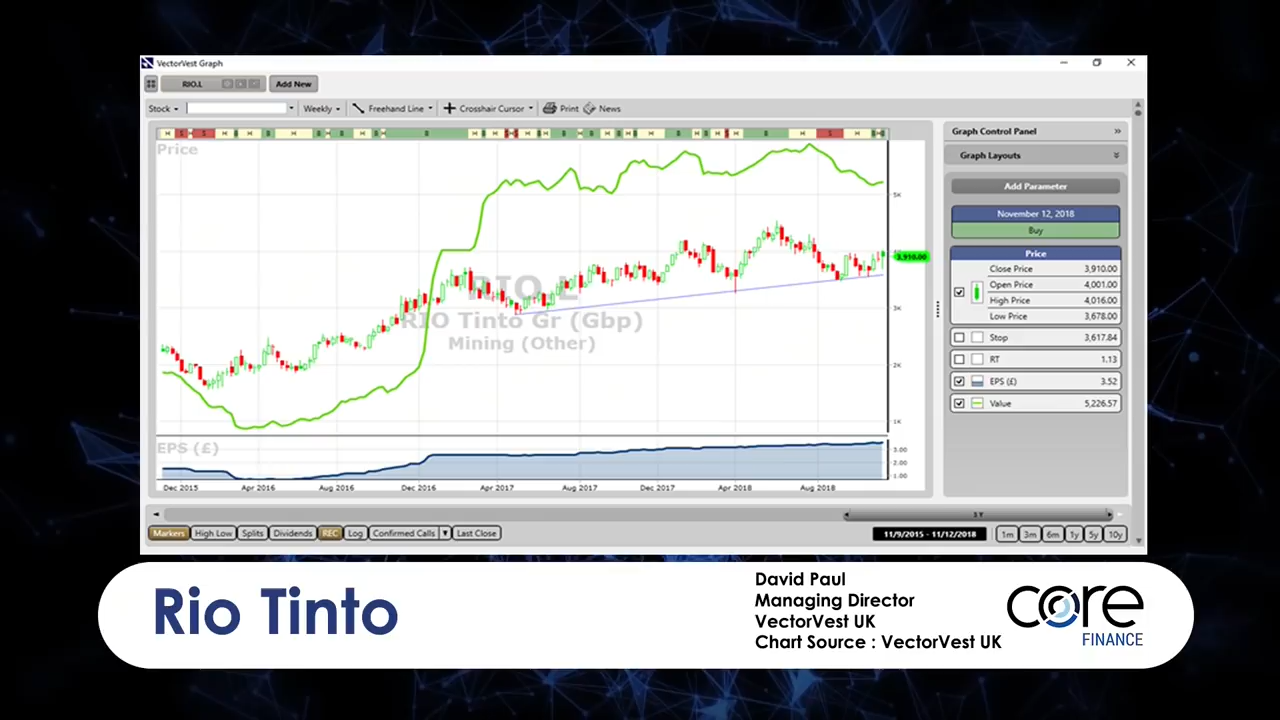 VectorVest Graph
RIO.L
Add New
Stock
Weekly
Freehand Line
Crosshair Cursor
Print
News
Price
5K
3,910.00
3K
2K
1K
RIO.L
RIO Tinto Gr (Gbp)
Mining (Other)
EPS (£)
3.00
2.00
1.00
Dec 2015 Apr 2016 Aug 2016 Dec 2016 Apr 2017 Aug 2017 Dec 2017 Apr 2018 Aug 2018
Graph Control Panel
Graph Layouts
Add Parameter
November 12, 2018
Buy
Price
Close Price 3,910.00
Open Price 4,001.00
High Price 4,016.00
Low Price 3,678.00
Stop 3,617.84
RT 1.13
EPS (£) 3.52
Value 5,226.57
Markers High Low Splits Dividends REC Log Confirmed Calls Last Close
11/9/2015 - 11/12/2018
1m 3m 6m 1y 5y 10y
Rio Tinto
David Paul
Managing Director
VectorVest UK
Chart Source : VectorVest UK
core
FINANCE